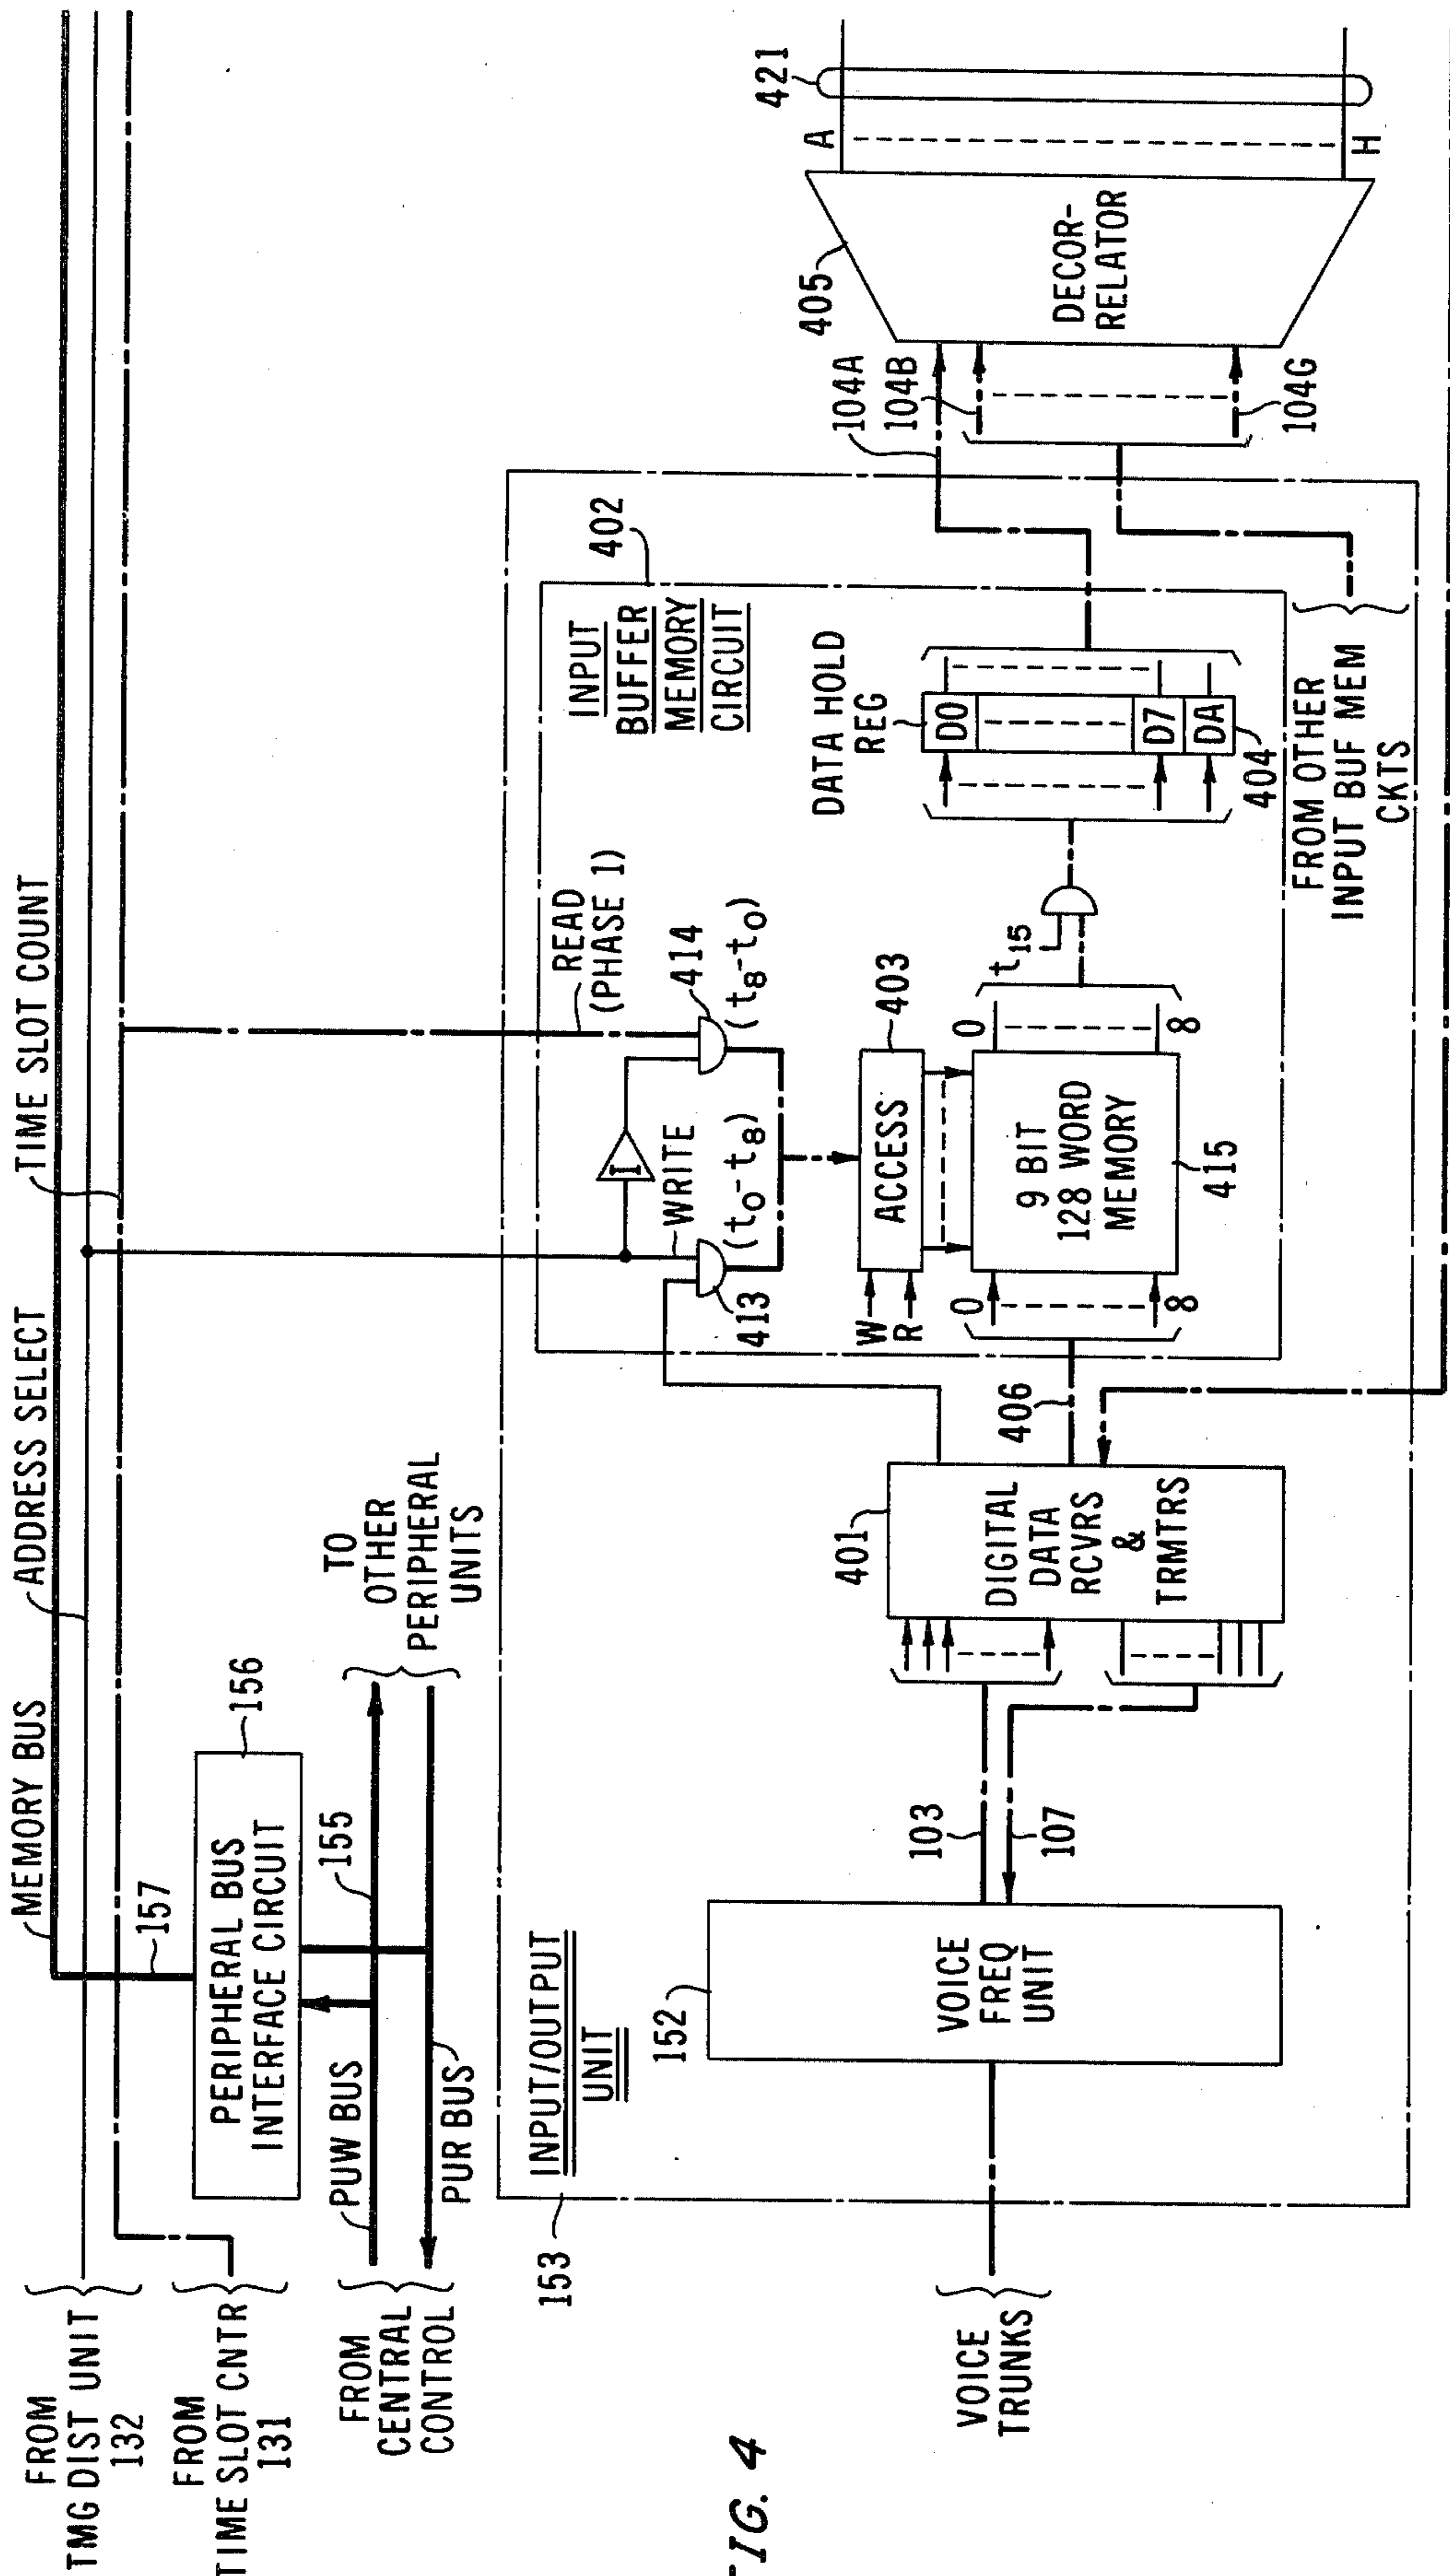 FROM
TMG DIST UNIT
132
FROM
TIME SLOT CNTR
131
MEMORY BUS
ADDRESS SELECT
TIME SLOT COUNT
157
PERIPHERAL BUS
INTERFACE CIRCUIT
156
FROM
CENTRAL
CONTROL
PUW BUS
PUR BUS
155
TO
OTHER
PERIPHERAL
UNITS
153
INPUT/OUTPUT
UNIT
VOICE
TRUNKS
152
VOICE
FREQ
UNIT
103
107
401
DIGITAL
DATA
RCVRS
&
TRMTRS
406
INPUT
BUFFER
MEMORY
CIRCUIT
402
WRITE
I
READ
(PHASE 1)
413
(t0-t8)
414
(t8-t0)
W
R
ACCESS
403
0
8
9 BIT
128 WORD
MEMORY
415
0
8
t15
DATA HOLD
REG
D0
D7
DA
404
FROM OTHER
INPUT BUF MEM
CKTS
104A
104B
104G
405
DECOR-
RELATOR
A
H
421
FIG. 4